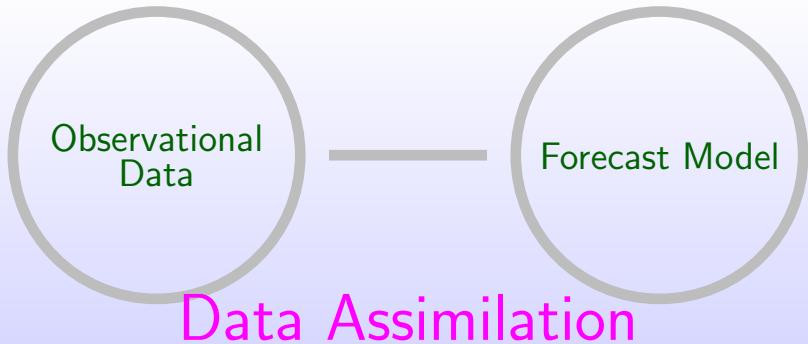 Observational
Data
Forecast Model
Data Assimilation